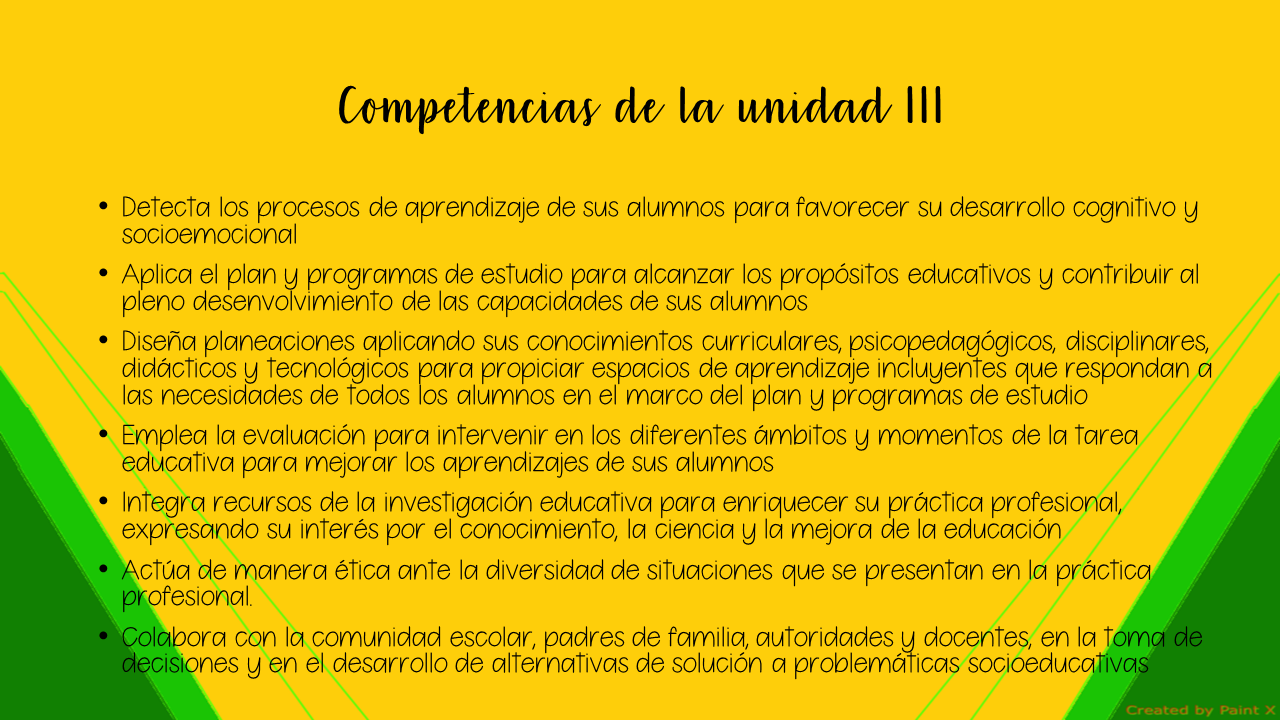 Competencias de la unidad III
• Detecta los procesos de aprendizaje de sus alumnos para favorecer su desarrollo cognitivo y
socioemocional
• Aplica el plan y programas de estudio para alcanzar los propósitos educativos y contribuir al
pleno desenvolvimiento de las capacidades de sus alumnos
• Diseña planeaciones aplicando sus conocimientos curriculares, psicopedagógicos, disciplinares,
didácticos y tecnológicos para propiciar espacios de aprendizaje incluyentes que respondan a
las necesidades de todos los alumnos en el marco del plan y programas de estudio
• Emplea la evaluación para intervenir en los diferentes ámbitos y momentos de la tarea
educativa para mejorar los aprendizajes de sus alumnos
• Integra recursos de la investigación educativa para enriquecer su práctica profesional,
expresando su interés por el conocimiento, la ciencia y la mejora de la educación
• Actúa de manera ética ante la diversidad de situaciones que se presentan en la práctica
profesional.
• Colabora con la comunidad escolar, padres de familia, autoridades y docentes, en la toma de
decisiones y en el desarrollo de alternativas de solución a problemáticas socioeducativas
Created by Paint X